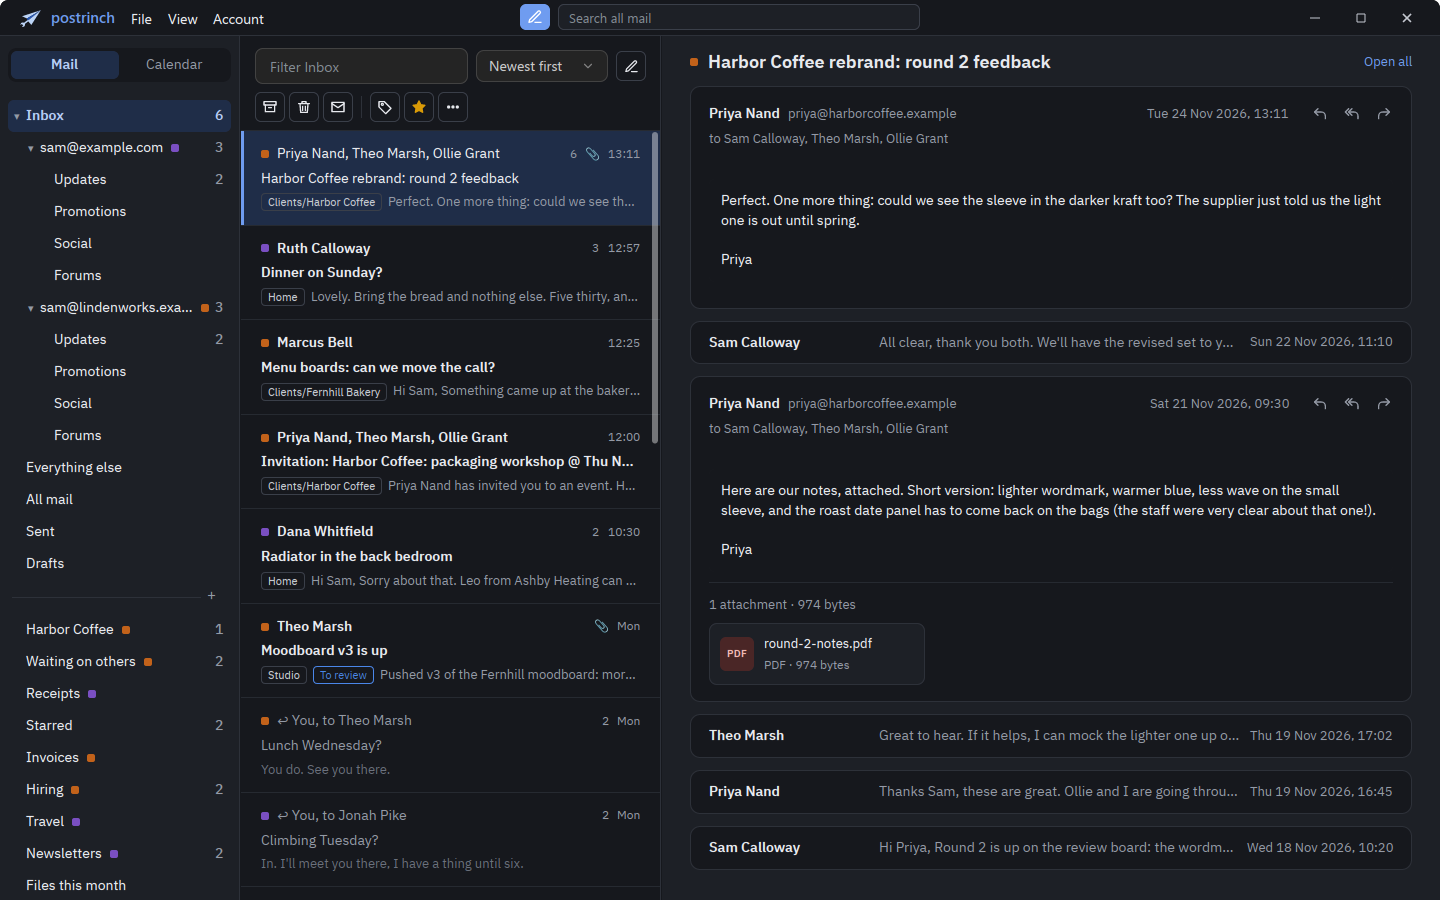 postrinch File View Account
Search all mail
Mail Calendar
Inbox 6
sam@example.com 3
Updates 2
Promotions
Social
Forums
sam@lindenworks.exa... 3
Updates 2
Promotions
Social
Forums
Everything else
All mail
Sent
Drafts
+
Harbor Coffee 1
Waiting on others 2
Receipts
Starred 2
Invoices
Hiring 2
Travel
Newsletters 2
Files this month
Filter Inbox
Newest first
Priya Nand, Theo Marsh, Ollie Grant 6 13:11
Harbor Coffee rebrand: round 2 feedback
Clients/Harbor Coffee Perfect. One more thing: could we see th...
Ruth Calloway 3 12:57
Dinner on Sunday?
Home Lovely. Bring the bread and nothing else. Five thirty, an...
Marcus Bell 12:25
Menu boards: can we move the call?
Clients/Fernhill Bakery Hi Sam, Something came up at the baker...
Priya Nand, Theo Marsh, Ollie Grant 12:00
Invitation: Harbor Coffee: packaging workshop @ Thu N...
Clients/Harbor Coffee Priya Nand has invited you to an event. H...
Dana Whitfield 2 10:30
Radiator in the back bedroom
Home Hi Sam, Sorry about that. Leo from Ashby Heating can ...
Theo Marsh Mon
Moodboard v3 is up
Studio To review Pushed v3 of the Fernhill moodboard: mor...
You, to Theo Marsh 2 Mon
Lunch Wednesday?
You do. See you there.
You, to Jonah Pike 2 Mon
Climbing Tuesday?
In. I'll meet you there, I have a thing until six.
Harbor Coffee rebrand: round 2 feedback
Open all
Priya Nand priya@harborcoffee.example Tue 24 Nov 2026, 13:11
to Sam Calloway, Theo Marsh, Ollie Grant
Perfect. One more thing: could we see the sleeve in the darker kraft too? The supplier just told us the light
one is out until spring.
Priya
Sam Calloway All clear, thank you both. We'll have the revised set to y... Sun 22 Nov 2026, 11:10
Priya Nand priya@harborcoffee.example Sat 21 Nov 2026, 09:30
to Sam Calloway, Theo Marsh, Ollie Grant
Here are our notes, attached. Short version: lighter wordmark, warmer blue, less wave on the small
sleeve, and the roast date panel has to come back on the bags (the staff were very clear about that one!).
Priya
1 attachment · 974 bytes
PDF
round-2-notes.pdf
PDF · 974 bytes
Theo Marsh Great to hear. If it helps, I can mock the lighter one up o... Thu 19 Nov 2026, 17:02
Priya Nand Thanks Sam, these are great. Ollie and I are going throu... Thu 19 Nov 2026, 16:45
Sam Calloway Hi Priya, Round 2 is up on the review board: the wordm... Wed 18 Nov 2026, 10:20